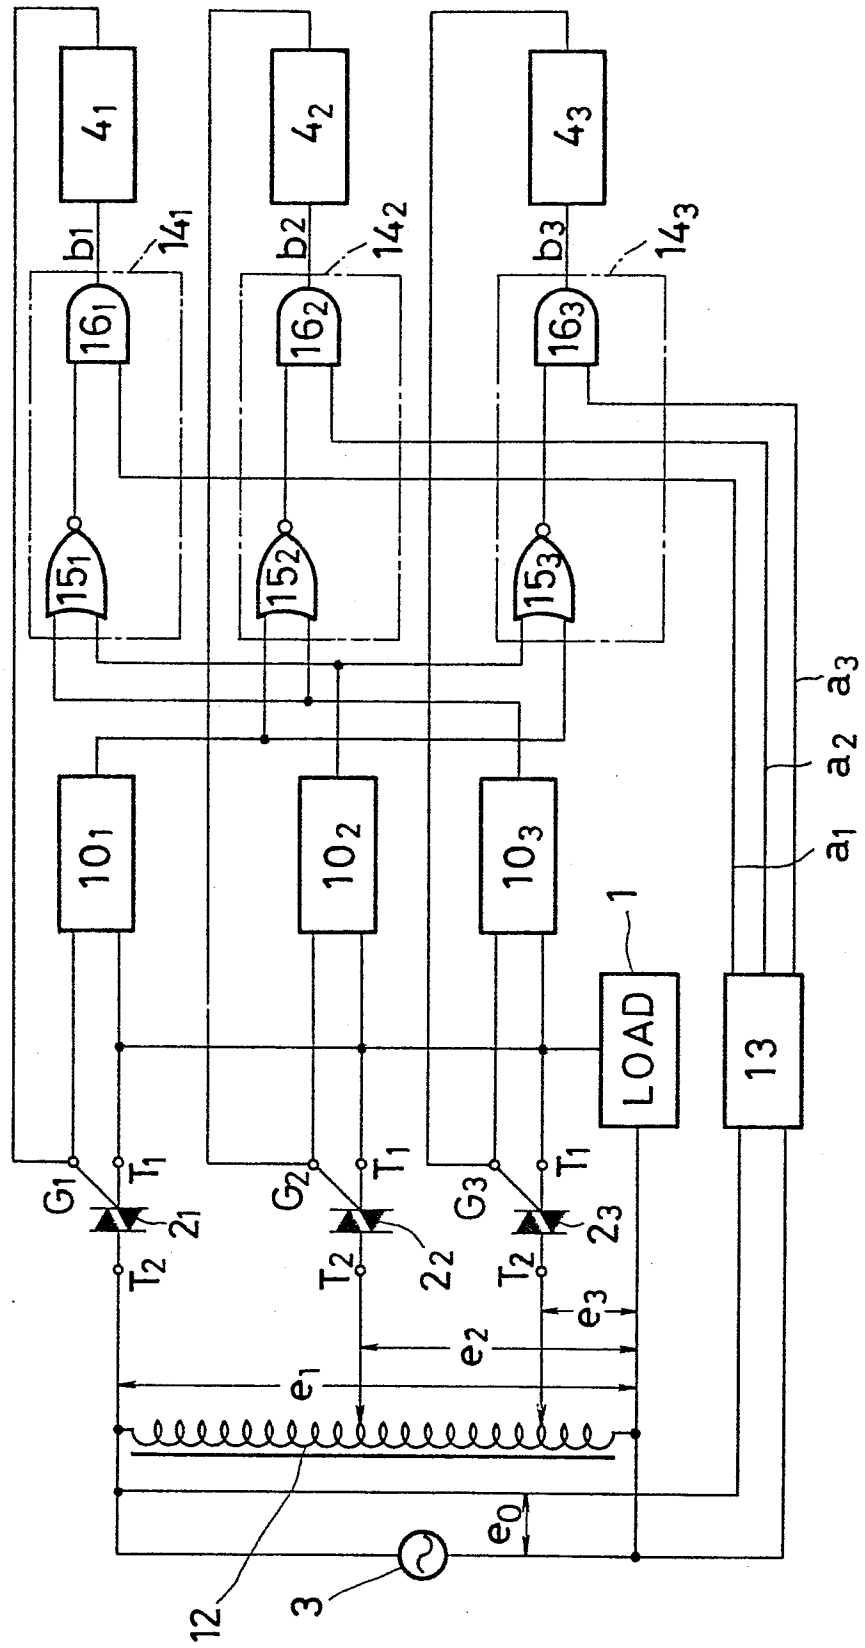 4₁
4₂
4₃
b₁
14₁
b₂
14₂
b₃
14₃
16₁
16₂
16₃
15₁
15₂
15₃
10₁
10₂
10₃
a₁
a₂
a₃
1
LOAD
13
G₁
T₁
T₂
2₁
G₂
T₁
T₂
2₂
G₃
T₁
T₂
2₃
e₁
e₂
e₃
e₀
12
3